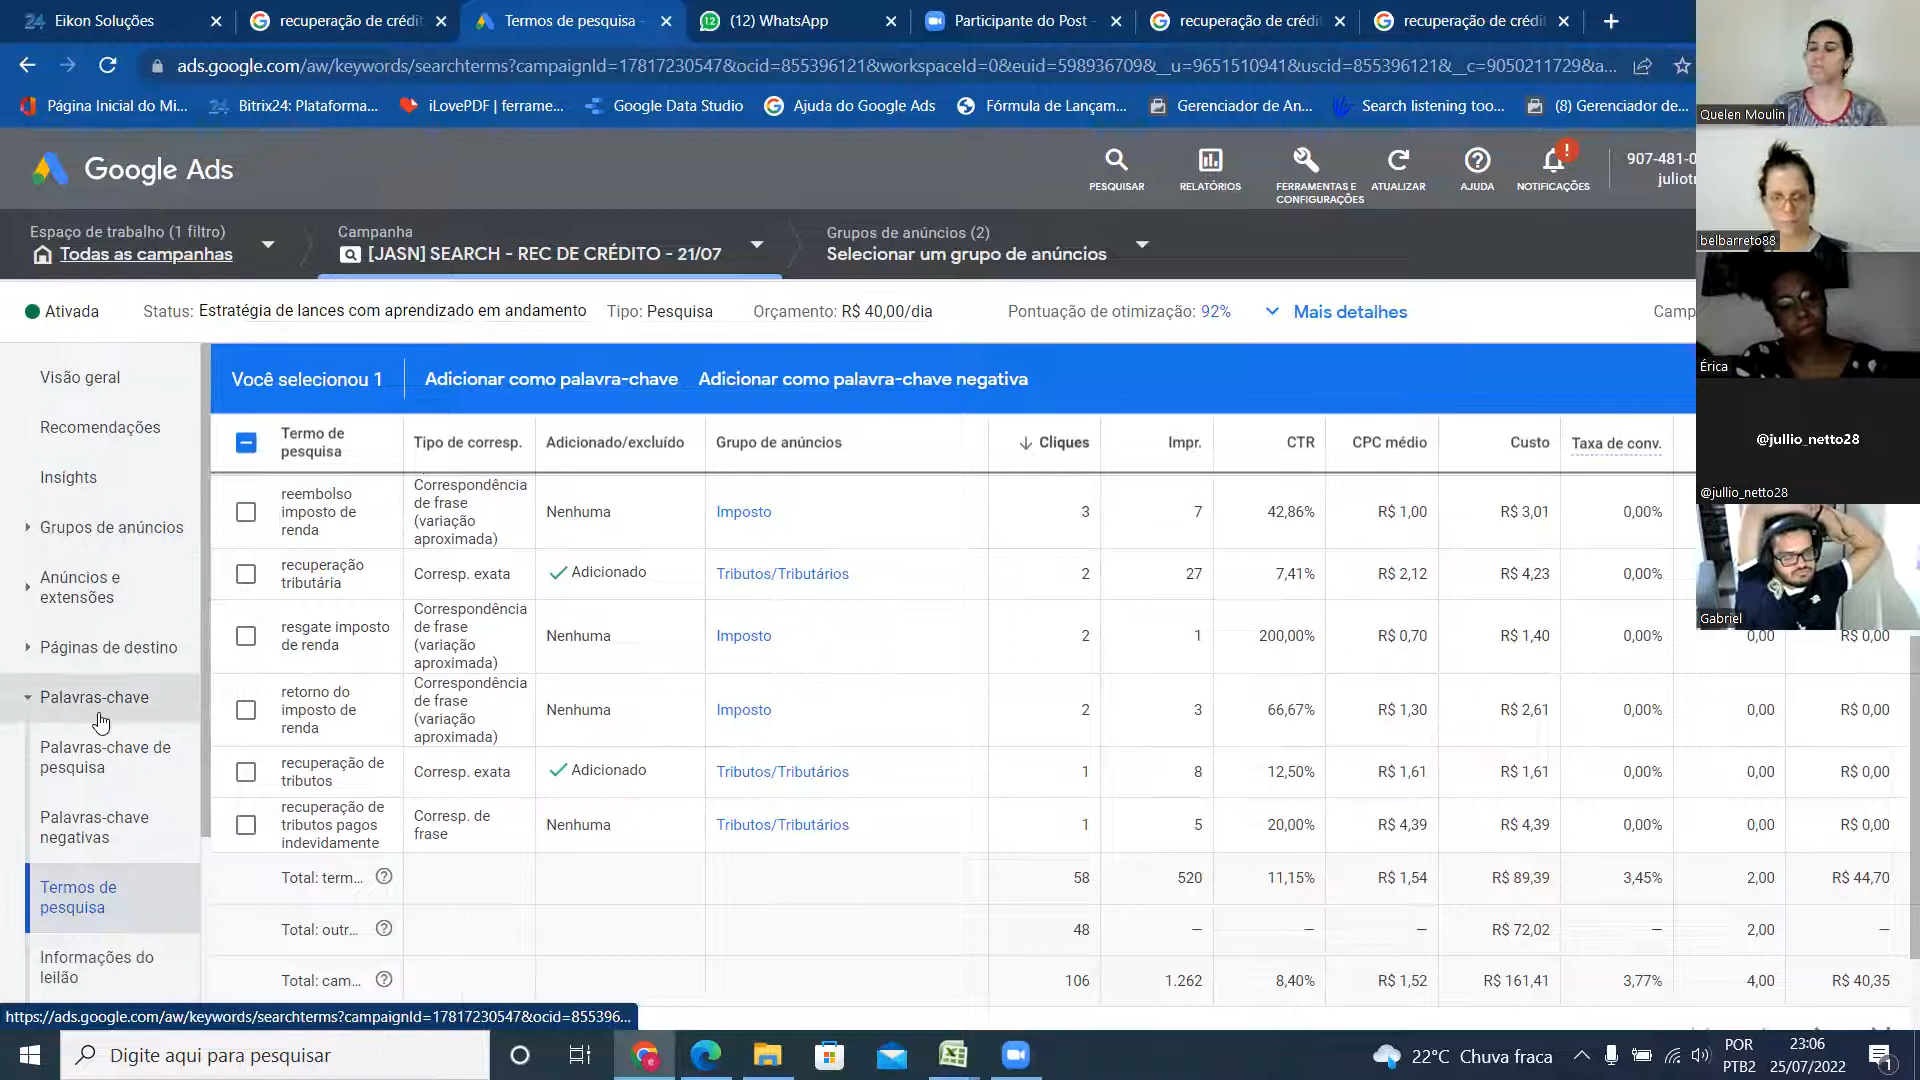 Eikon Soluções
recuperação de crédit
Termos de pesquisa -
(12) WhatsApp
Participante do Post -
recuperação de crédi
recuperação de crédi
ads.google.com/aw/keywords/searchterms?campaignId=17817230547&ocid=855396121&workspaceId=0&euid=598936709&__u=9651510941&uscid=855396121&__c=9050211729&a...
Página Inicial do Mi...
Bitrix24: Plataforma...
iLovePDF | ferrame...
Google Data Studio
Ajuda do Google Ads
Fórmula de Lançam...
Gerenciador de An...
Search listening too...
(8) Gerenciador de...
Google Ads
PESQUISAR
RELATÓRIOS
FERRAMENTAS E
CONFIGURAÇÕES
ATUALIZAR
AJUDA
NOTIFICAÇÕES
907-481-0
juliotr
Espaço de trabalho (1 filtro)
Todas as campanhas
Campanha
[JASN] SEARCH - REC DE CRÉDITO - 21/07
Grupos de anúncios (2)
Selecionar um grupo de anúncios
Ativada
Status: Estratégia de lances com aprendizado em andamento
Tipo: Pesquisa
Orçamento: R$ 40,00/dia
Pontuação de otimização: 92%
Mais detalhes
Camp
Visão geral
Recomendações
Insights
Grupos de anúncios
Anúncios e
extensões
Páginas de destino
Palavras-chave
Palavras-chave de
pesquisa
Palavras-chave
negativas
Termos de
pesquisa
Informações do
leilão
Você selecionou 1
Adicionar como palavra-chave
Adicionar como palavra-chave negativa
Termo de
pesquisa
Tipo de corresp.
Adicionado/excluído
Grupo de anúncios
Cliques
Impr.
CTR
CPC médio
Custo
Taxa de conv.
reembolso
imposto de
renda
Correspondência
de frase
(variação
aproximada)
Nenhuma
Imposto
3
7
42,86%
R$ 1,00
R$ 3,01
0,00%
recuperação
tributária
Corresp. exata
Adicionado
Tributos/Tributários
2
27
7,41%
R$ 2,12
R$ 4,23
0,00%
resgate imposto
de renda
Correspondência
de frase
(variação
aproximada)
Nenhuma
Imposto
2
1
200,00%
R$ 0,70
R$ 1,40
0,00%
0,00
R$ 0,00
retorno do
imposto de
renda
Correspondência
de frase
(variação
aproximada)
Nenhuma
Imposto
2
3
66,67%
R$ 1,30
R$ 2,61
0,00%
0,00
R$ 0,00
recuperação de
tributos
Corresp. exata
Adicionado
Tributos/Tributários
1
8
12,50%
R$ 1,61
R$ 1,61
0,00%
0,00
R$ 0,00
recuperação de
tributos pagos
indevidamente
Corresp. de
frase
Nenhuma
Tributos/Tributários
1
5
20,00%
R$ 4,39
R$ 4,39
0,00%
0,00
R$ 0,00
Total: term...
58
520
11,15%
R$ 1,54
R$ 89,39
3,45%
2,00
R$ 44,70
Total: outr...
48
—
—
—
R$ 72,02
—
2,00
—
Total: cam...
106
1.262
8,40%
R$ 1,52
R$ 161,41
3,77%
4,00
R$ 40,35
Quelen Moulin
belbarreto88
Érica
@jullio_netto28
@jullio_netto28
Gabriel
https://ads.google.com/aw/keywords/searchterms?campaignId=17817230547&ocid=855396...
Digite aqui para pesquisar
22°C Chuva fraca
POR
PTB2
23:06
25/07/2022
1